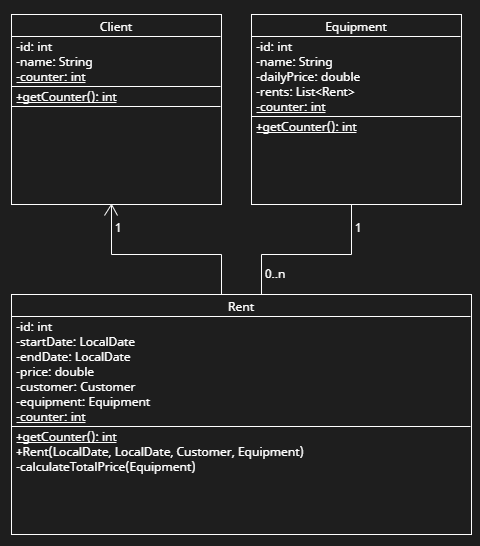 Client
-id: int
-name: String
-counter: int
+getCounter(): int
Equipment
-id: int
-name: String
-dailyPrice: double
-rents: List<Rent>
-counter: int
+getCounter(): int
1
1
0..n
Rent
-id: int
-startDate: LocalDate
-endDate: LocalDate
-price: double
-customer: Customer
-equipment: Equipment
-counter: int
+getCounter(): int
+Rent(LocalDate, LocalDate, Customer, Equipment)
-calculateTotalPrice(Equipment)